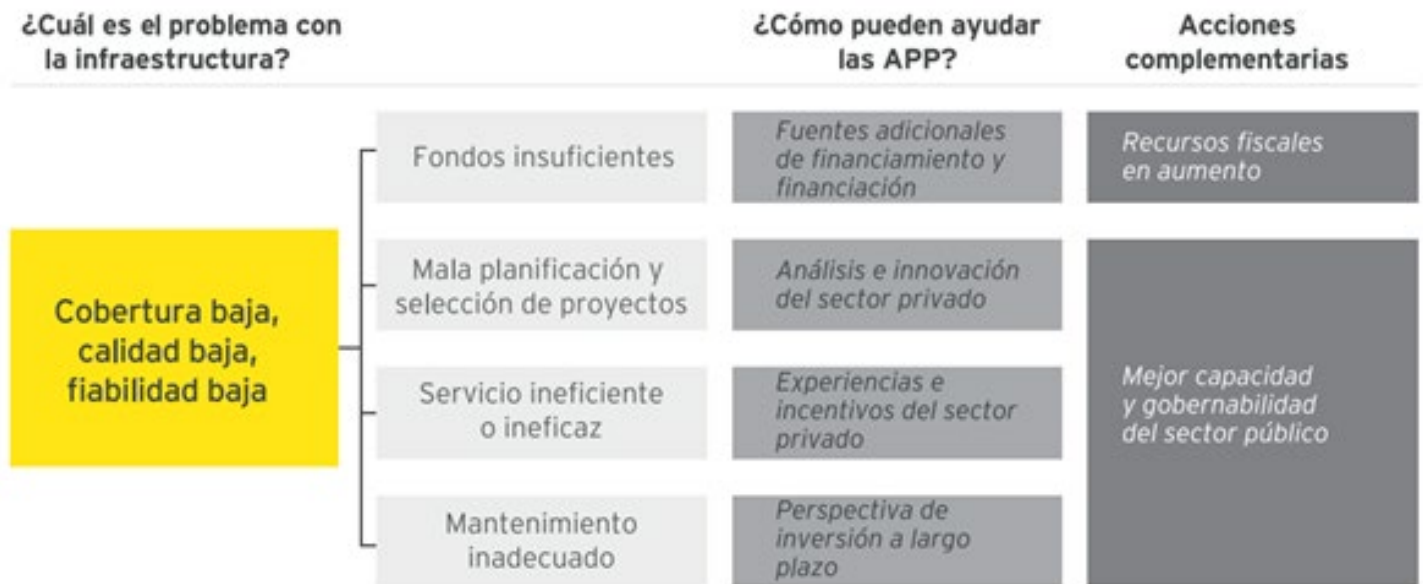 ¿Cuál es el problema con
la infraestructura?
¿Cómo pueden ayudar
las APP?
Acciones
complementarias
Cobertura baja,
calidad baja,
fiabilidad baja
Fondos insuficientes
Fuentes adicionales
de financiamiento y
financiación
Recursos fiscales
en aumento
Mala planificación y
selección de proyectos
Análisis e innovación
del sector privado
Servicio ineficiente
o ineficaz
Experiencias e
incentivos del sector
privado
Mantenimiento
inadecuado
Perspectiva de
inversión a largo
plazo
Mejor capacidad
y gobernabilidad
del sector público